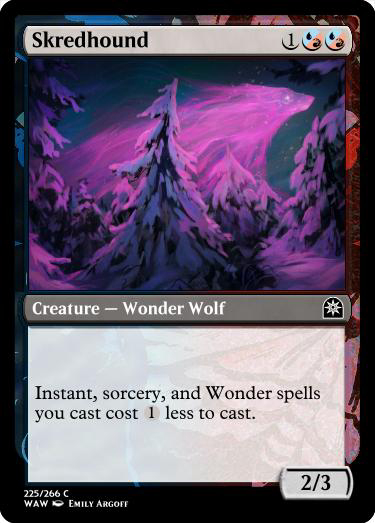 Skredhound 1
Creature — Wonder Wolf
Instant, sorcery, and Wonder spells
you cast cost 1 less to cast.
2/3
225/266 C
WAW EMILY ARGOFF